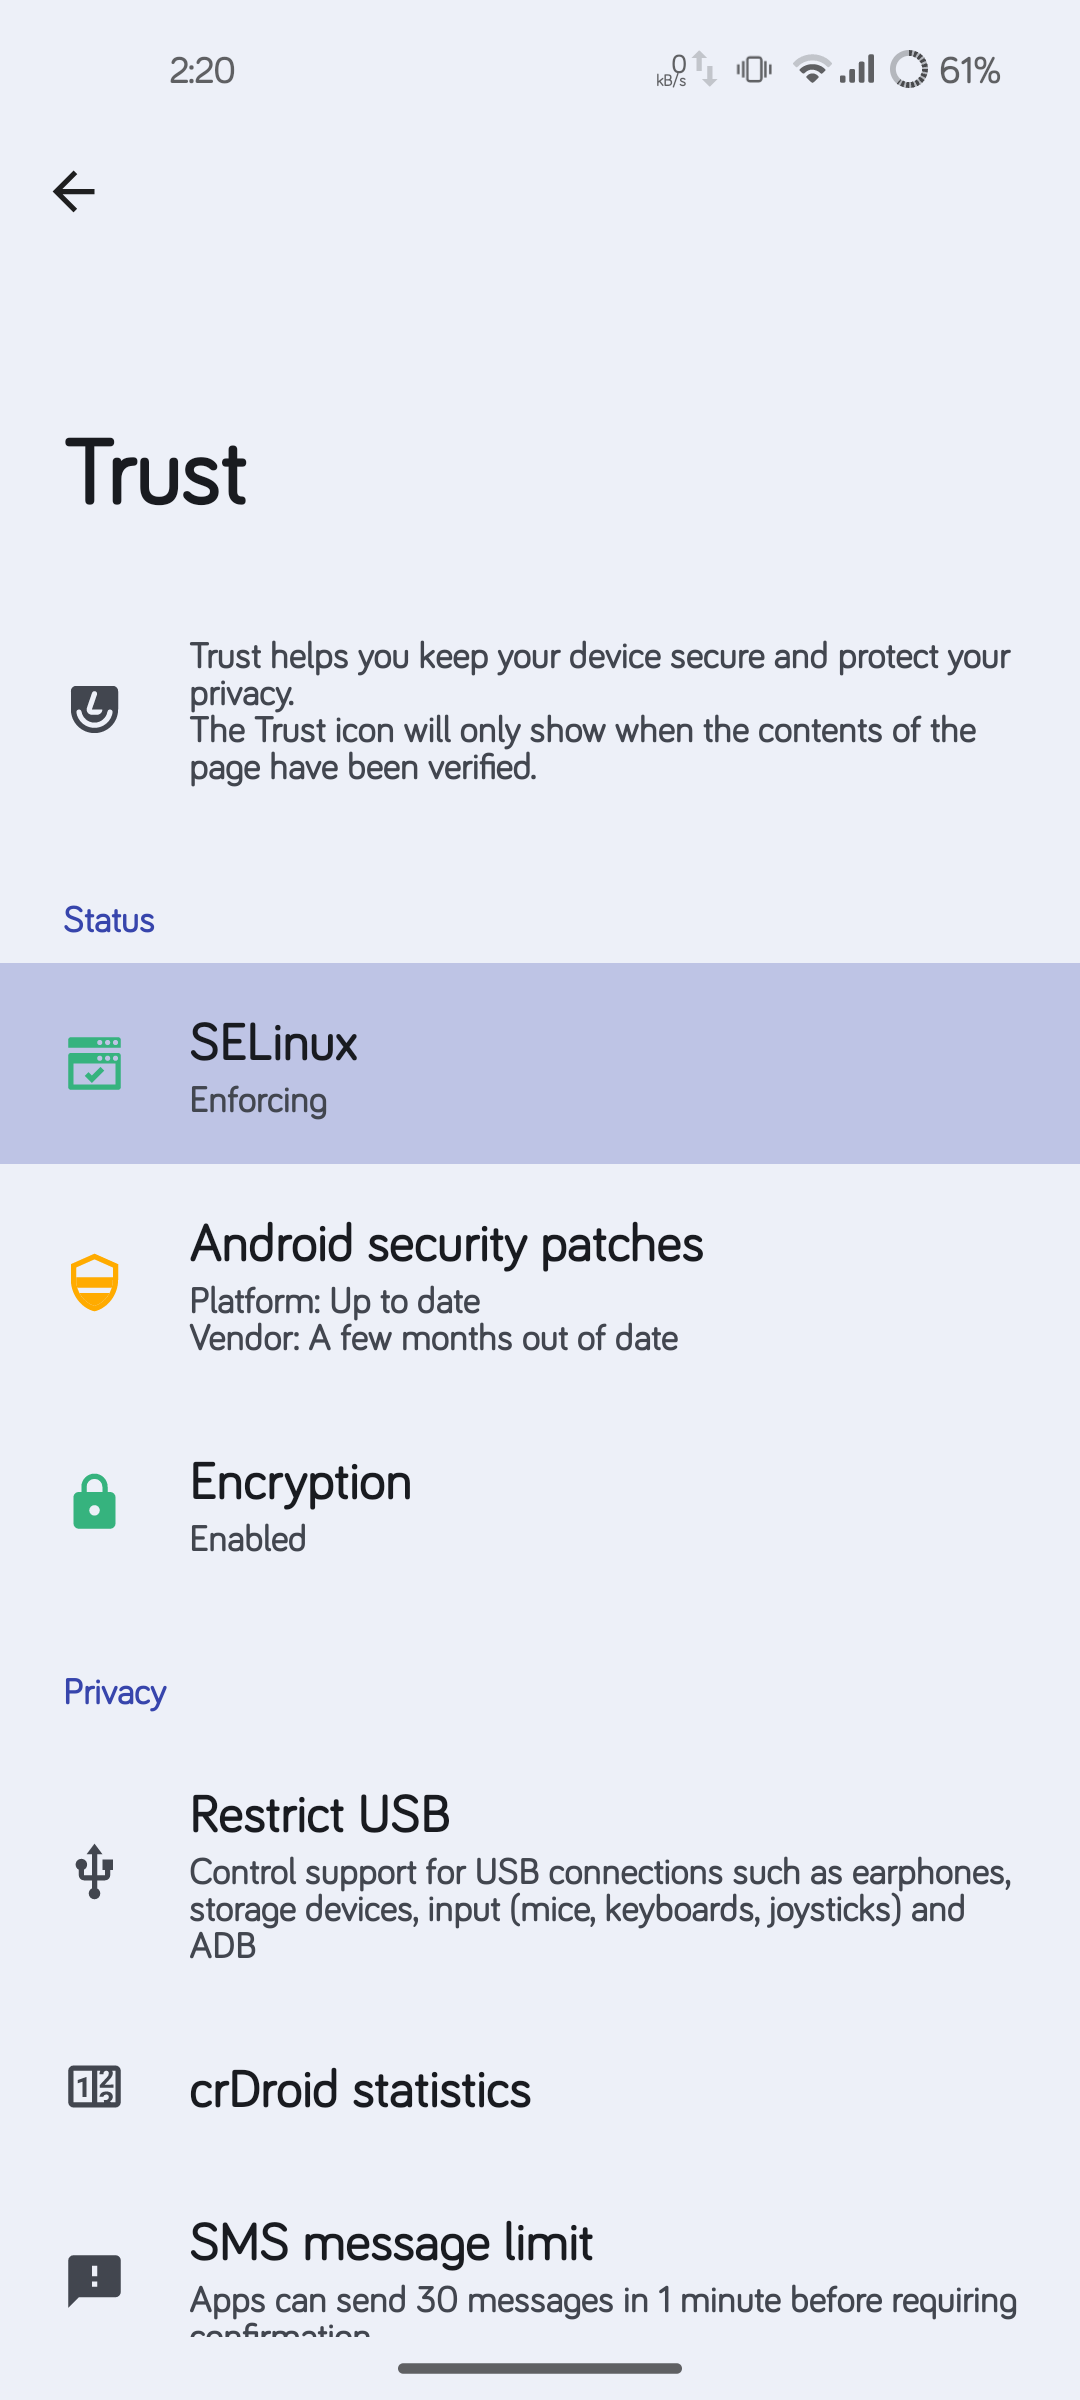 2:20
0
kB/s
61%
Trust
Trust helps you keep your device secure and protect your
privacy.
The Trust icon will only show when the contents of the
page have been verified.
Status
SELinux
Enforcing
Android security patches
Platform: Up to date
Vendor: A few months out of date
Encryption
Enabled
Privacy
Restrict USB
Control support for USB connections such as earphones,
storage devices, input (mice, keyboards, joysticks) and
ADB
crDroid statistics
SMS message limit
Apps can send 30 messages in 1 minute before requiring
confirmation